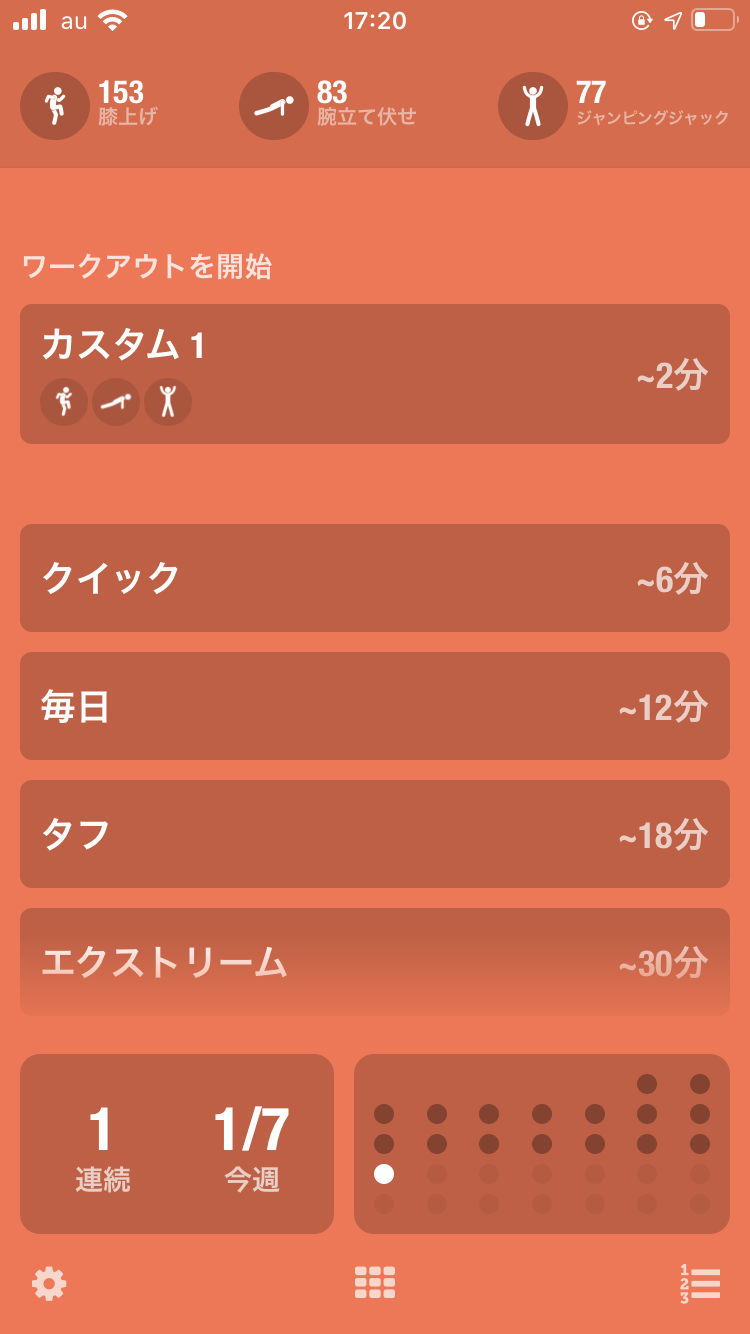 au 17:20
153
膝上げ
83
腕立て伏せ
77
ジャンピングジャック
ワークアウトを開始
カスタム 1
~2分
クイック
~6分
毎日
~12分
タフ
~18分
エクストリーム
~30分
1
連続
1/7
今週
1
2
3